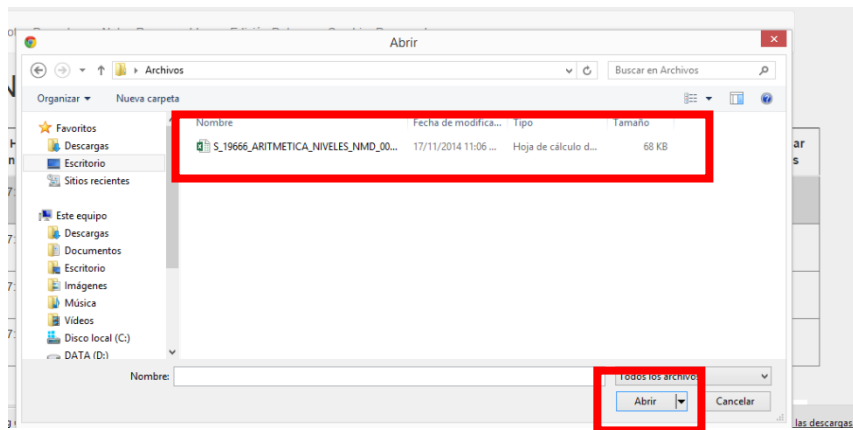 Abrir
Archivos
Buscar en Archivos
Organizar
Nueva carpeta
Nombre
Fecha de modifica...
Tipo
Tamaño
S_19666_ARITMETICA_NIVELES_NMD_00...
17/11/2014 11:06 ...
Hoja de cálculo d...
68 KB
Favoritos
Descargas
Escritorio
Sitios recientes
Este equipo
Descargas
Documentos
Escritorio
Imágenes
Música
Vídeos
Disco local (C:)
DATA (D:)
Nombre:
Todos los archivos
Abrir
Cancelar
las descargas